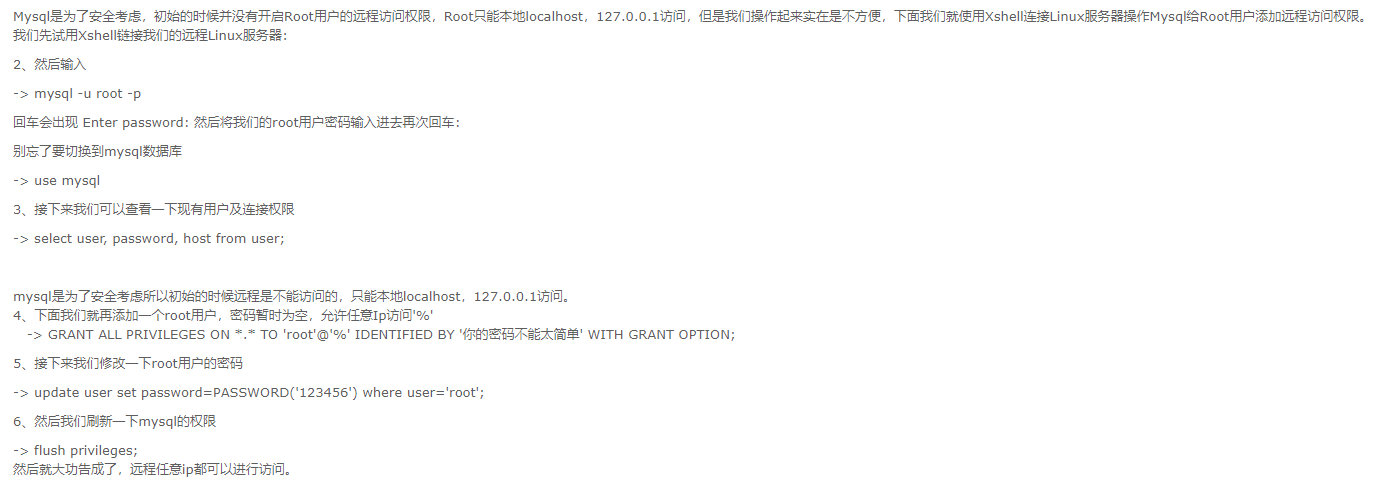 Mysql是为了安全考虑，初始的时候并没有开启Root用户的远程访问权限，Root只能本地localhost，127.0.0.1访问，但是我们操作起来实在是不方便，下面我们就使用Xshell连接Linux服务器操作Mysql给Root用户添加远程访问权限。
我们先试用Xshell链接我们的远程Linux服务器:
2、然后输入
-> mysql -u root -p
回车会出现 Enter password: 然后将我们的root用户密码输入进去再次回车:
别忘了要切换到mysql数据库
-> use mysql
3、接下来我们可以查看一下现有用户及连接权限
-> select user, password, host from user;
mysql是为了安全考虑所以初始的时候远程是不能访问的，只能本地localhost，127.0.0.1访问。
4、下面我们就再添加一个root用户，密码暂时为空，允许任意Ip访问'%'
-> GRANT ALL PRIVILEGES ON *.* TO 'root'@'%' IDENTIFIED BY '你的密码不能太简单' WITH GRANT OPTION;
5、接下来我们修改一下root用户的密码
-> update user set password=PASSWORD('123456') where user='root';
6、然后我们刷新一下mysql的权限
-> flush privileges;
然后就大功告成了，远程任意ip都可以进行访问。